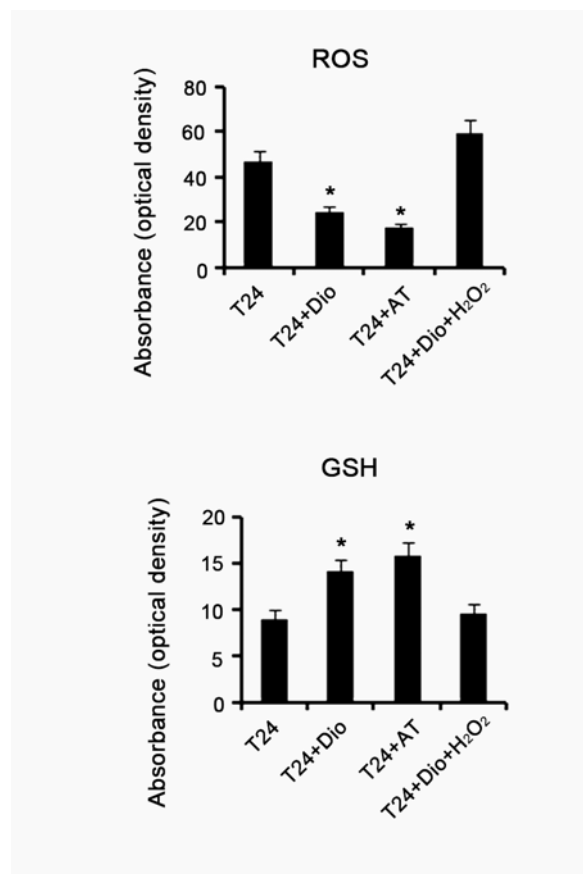 ROS
Absorbance (optical density)
80
60
40
20
0
*
*
T24
T24+Dio
T24+AT
T24+Dio+H₂O₂
GSH
Absorbance (optical density)
20
15
10
5
0
*
*
T24
T24+Dio
T24+AT
T24+Dio+H₂O₂